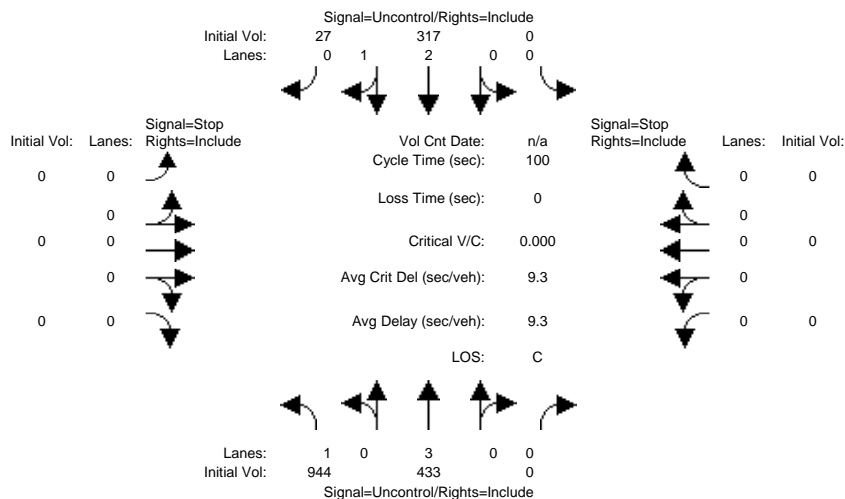 Signal=Uncontrol/Rights=Include
Initial Vol: 27 317 0
Lanes: 0 1 2 0 0
Signal=Stop Signal=Stop
Initial Vol: Lanes: Rights=Include Vol Cnt Date: n/a Rights=Include Lanes: Initial Vol:
Cycle Time (sec): 100
0 0 0 0
Loss Time (sec): 0
0 0
0 0 Critical V/C: 0.000 0 0
0 Avg Crit Del (sec/veh): 9.3 0
0 0 Avg Delay (sec/veh): 9.3 0 0
LOS: C
Lanes: 1 0 3 0 0
Initial Vol: 944 433 0
Signal=Uncontrol/Rights=Include